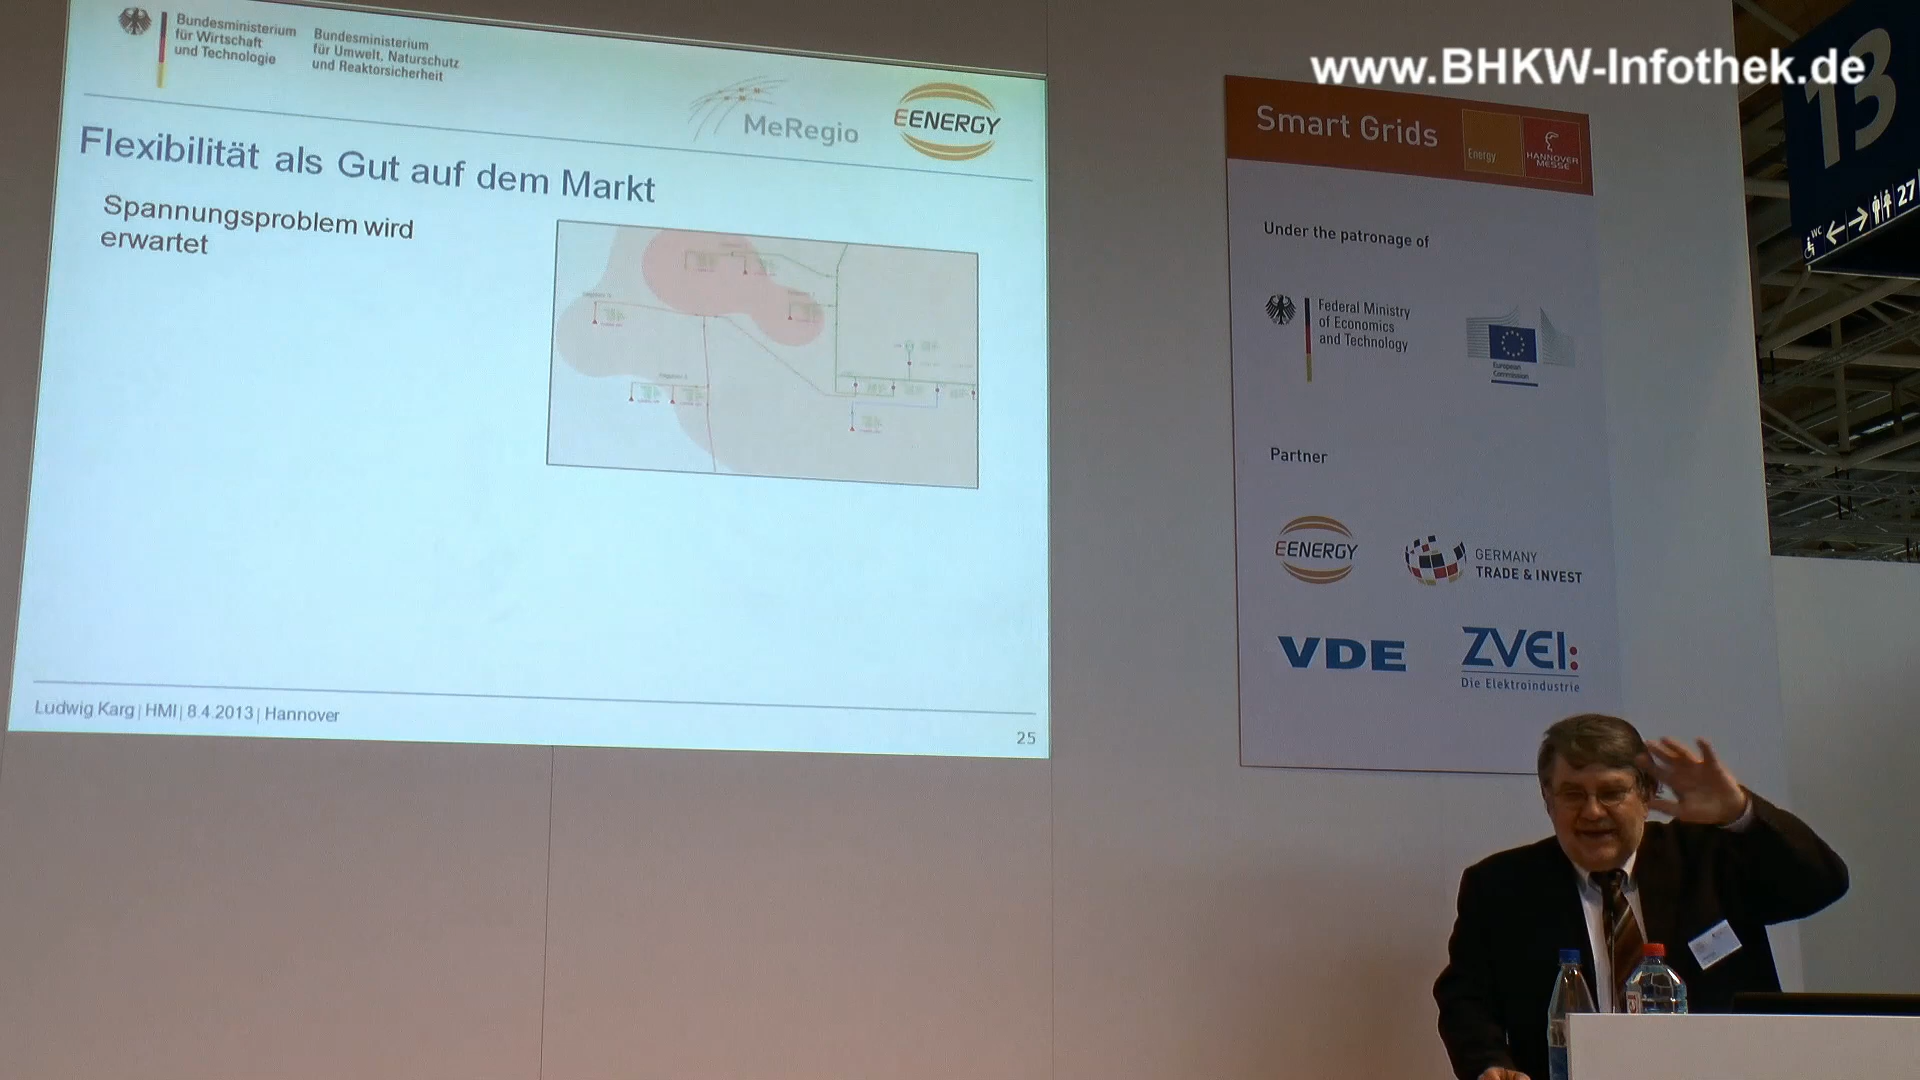 Bundesministerium
für Wirtschaft
und Technologie
Bundesministerium
für Umwelt, Naturschutz
und Reaktorsicherheit
MeRegio
EENERGY
Flexibilität als Gut auf dem Markt
Spannungsproblem wird
erwartet
Ludwig Karg | HMI | 8.4.2013 | Hannover
25
www.BHKW-Infothek.de
Smart Grids
Energy
HANNOVER
MESSE
Under the patronage of
Federal Ministry
of Economics
and Technology
European
Commission
Partner
EENERGY
GERMANY
TRADE & INVEST
VDE
ZVEI:
Die Elektroindustrie
13
WC
27